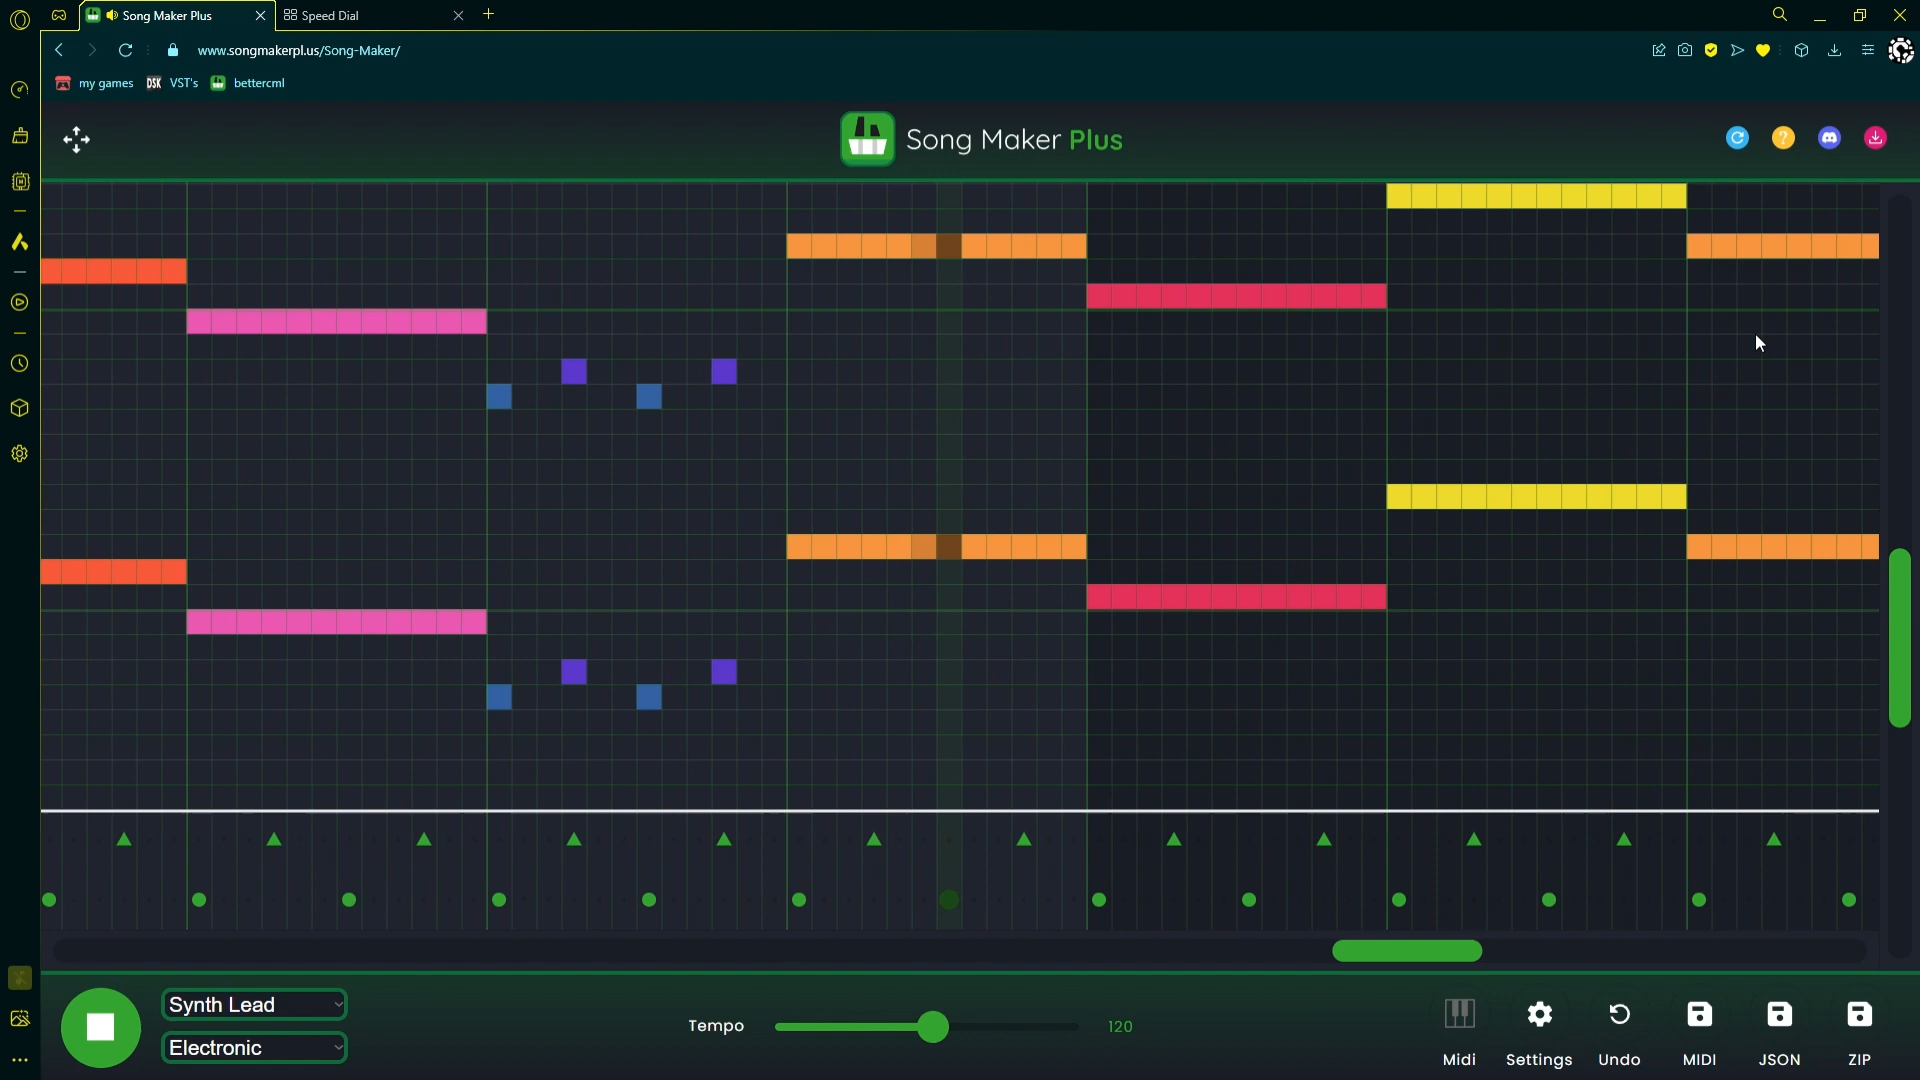 Song Maker Plus
Speed Dial
www.songmakerpl.us/Song-Maker/
my games
DSK
VST's
bettercml
Song Maker Plus
?
Synth Lead
Electronic
Tempo
120
Midi
Settings
Undo
MIDI
JSON
ZIP